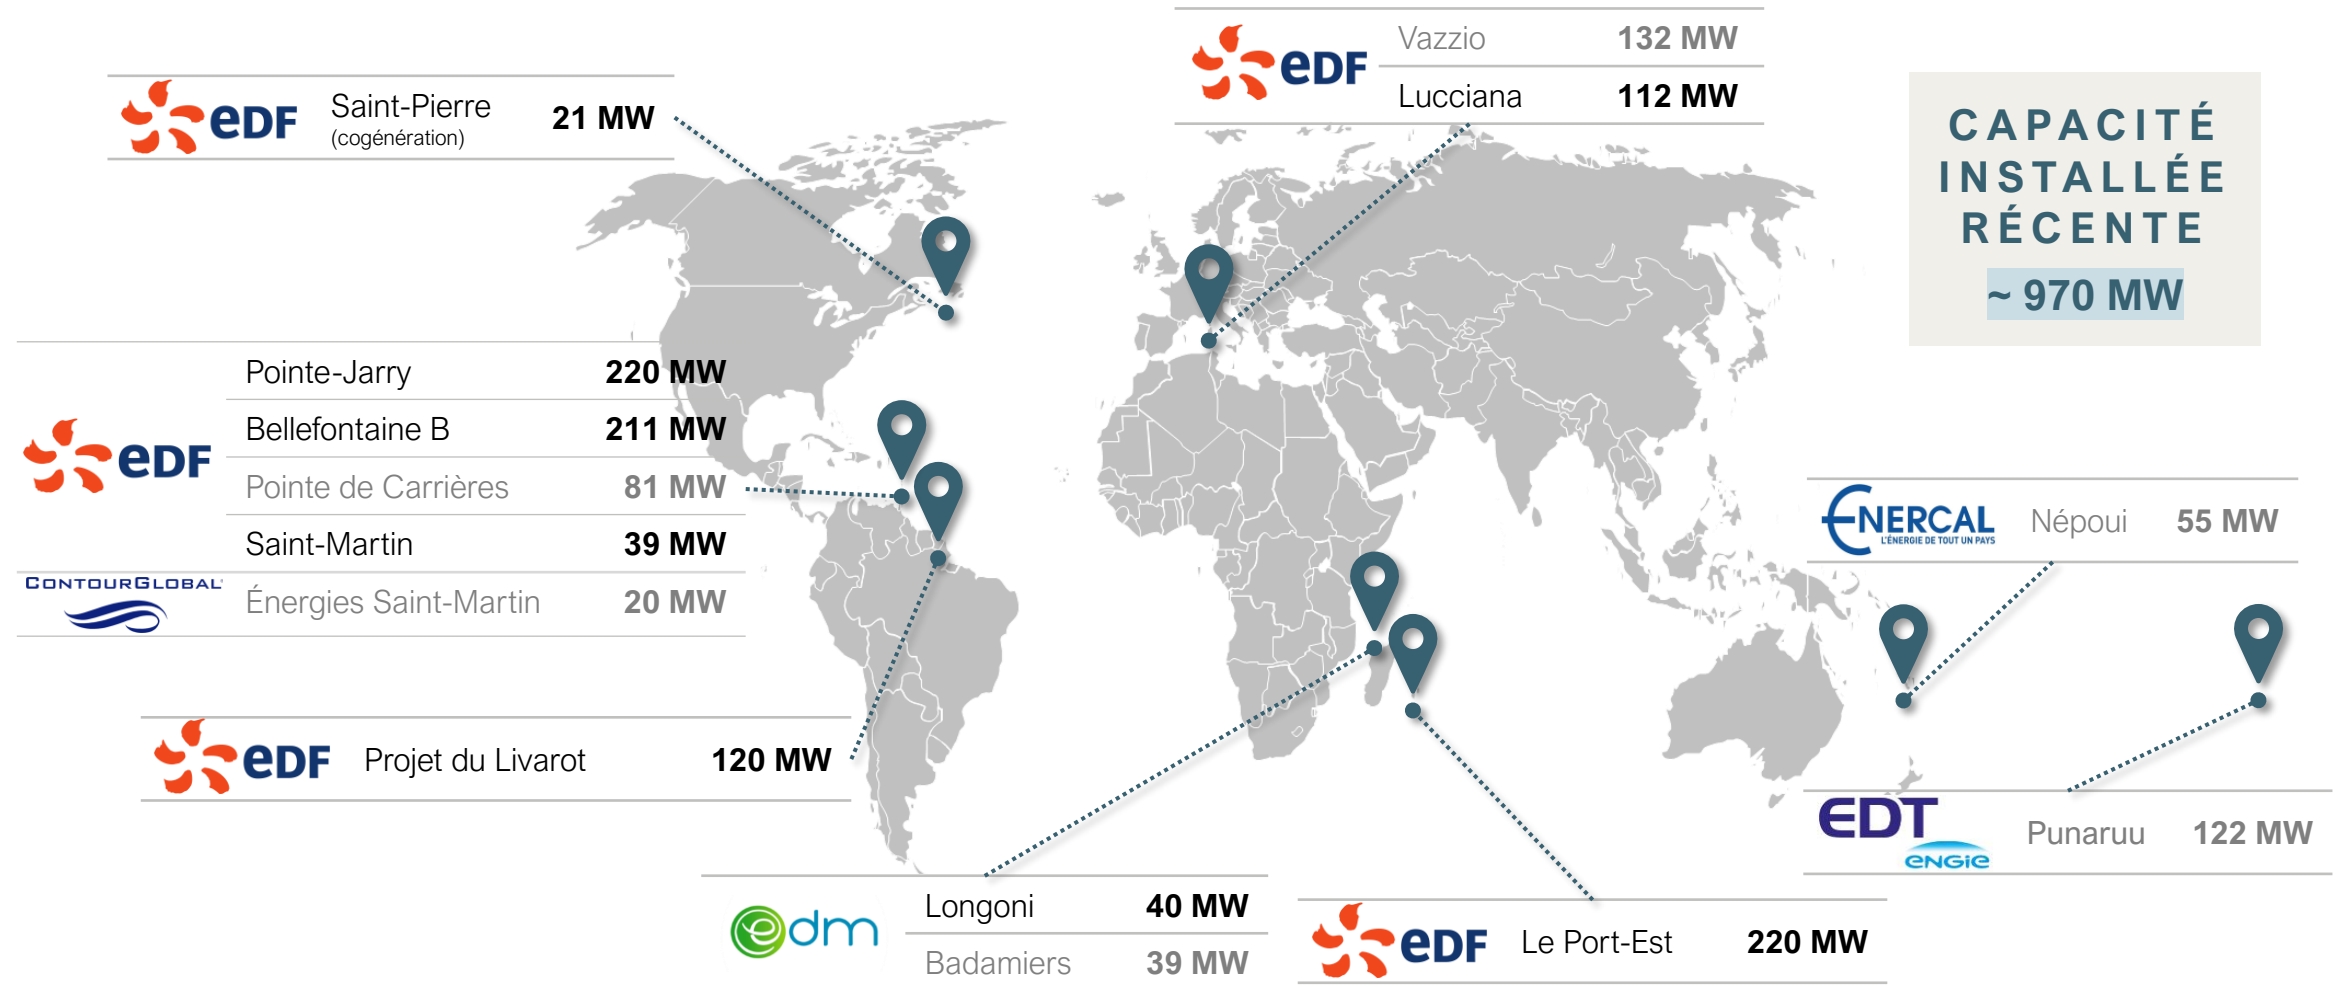 eDF
Vazzio 132 MW
Lucciana 112 MW
eDF
Saint-Pierre
(cogénération)
21 MW
CAPACITÉ
INSTALLÉE
RÉCENTE
~ 970 MW
eDF
Pointe-Jarry 220 MW
Bellefontaine B 211 MW
Pointe de Carrières 81 MW
Saint-Martin 39 MW
CONTOURGLOBAL
Énergies Saint-Martin 20 MW
ENERCAL
L'ÉNERGIE DE TOUT UN PAYS
Népoui 55 MW
eDF
Projet du Livarot 120 MW
EDT
ENGIE
Punaruu 122 MW
edm
Longoni 40 MW
Badamiers 39 MW
eDF
Le Port-Est 220 MW